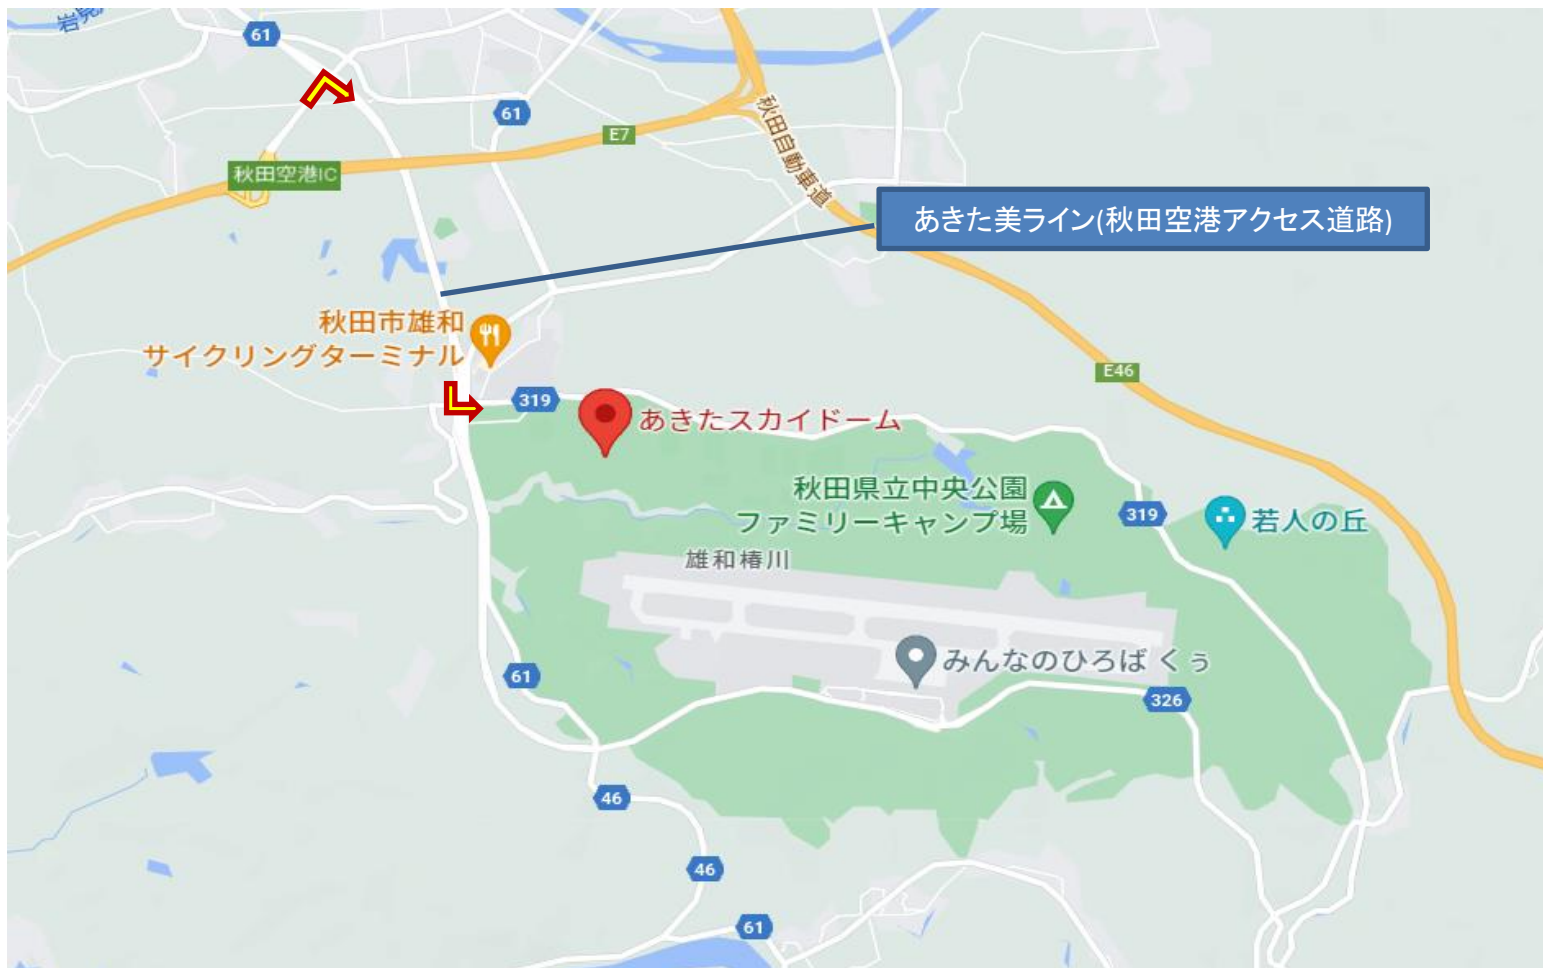 岩見
61
61
E7
秋田自動車道
秋田空港IC
あきた美ライン(秋田空港アクセス道路)
秋田市雄和
サイクリングターミナル
E46
319
あきたスカイドーム
秋田県立中央公園
ファミリーキャンプ場
319
若人の丘
雄和椿川
みんなのひろば くぅ
61
326
46
46
61